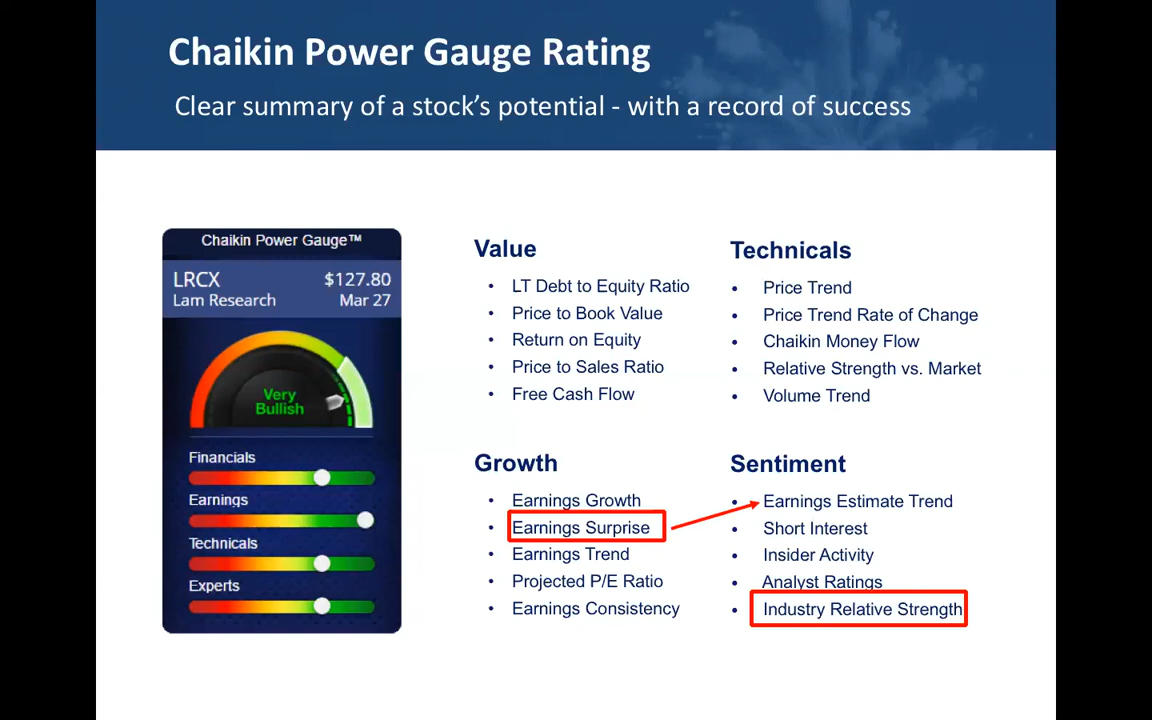 Chaikin Power Gauge Rating
Clear summary of a stock's potential - with a record of success
Chaikin Power Gauge™
LRCX $127.80
Lam Research Mar 27
Very
Bullish
Financials
Earnings
Technicals
Experts
Value
• LT Debt to Equity Ratio
• Price to Book Value
• Return on Equity
• Price to Sales Ratio
• Free Cash Flow
Technicals
• Price Trend
• Price Trend Rate of Change
• Chaikin Money Flow
• Relative Strength vs. Market
• Volume Trend
Growth
• Earnings Growth
• Earnings Surprise
• Earnings Trend
• Projected P/E Ratio
• Earnings Consistency
Sentiment
• Earnings Estimate Trend
• Short Interest
• Insider Activity
• Analyst Ratings
• Industry Relative Strength